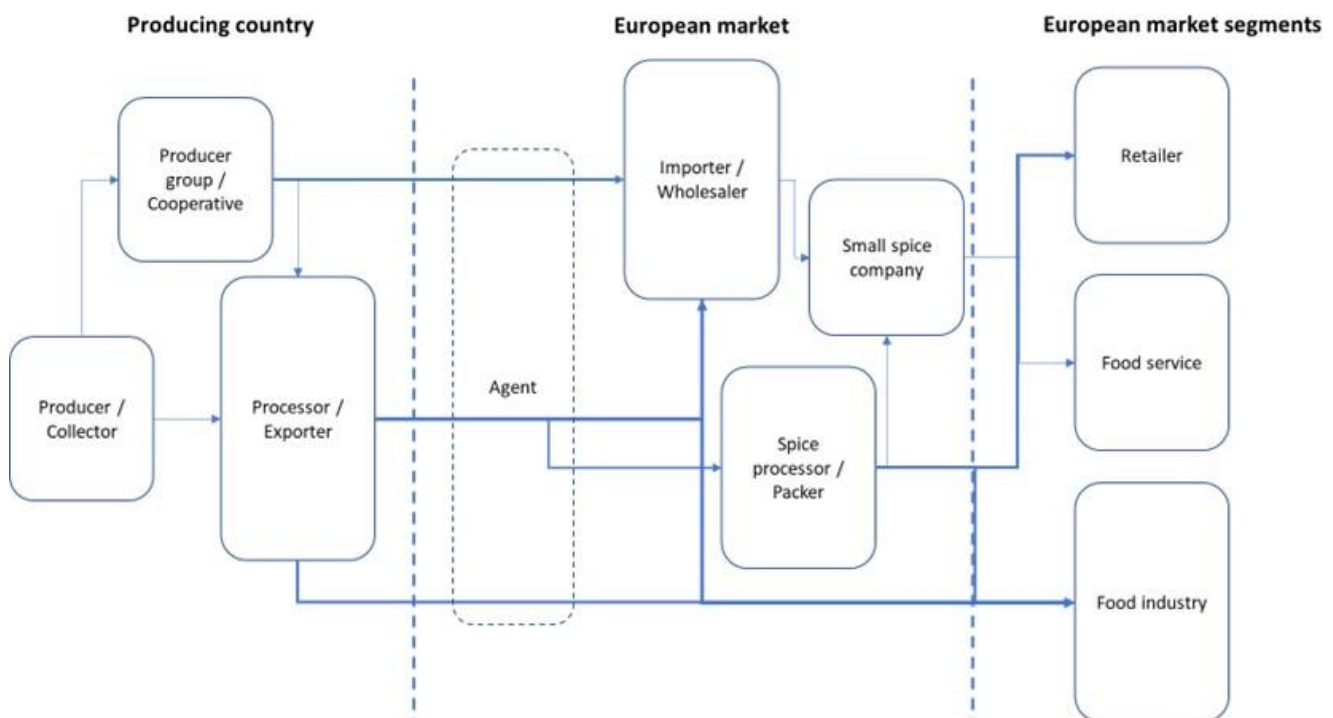 Producing country
European market
European market segments
Producer
group /
Cooperative
Importer /
Wholesaler
Retailer
Small spice
company
Producer /
Collector
Processor /
Exporter
Agent
Food service
Spice
processor /
Packer
Food industry